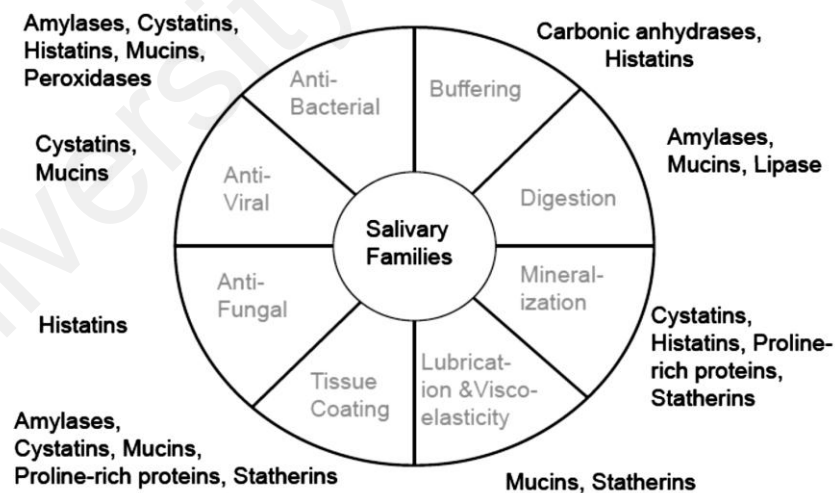 Amylases, Cystatins,
Histatins, Mucins,
Peroxidases
Carbonic anhydrases,
Histatins
Anti-
Bacterial
Buffering
Cystatins,
Mucins
Amylases,
Mucins, Lipase
Anti-
Viral
Digestion
Salivary
Families
Anti-
Fungal
Mineral-
ization
Histatins
Cystatins,
Histatins, Proline-
rich proteins,
Statherins
Tissue
Coating
Lubricat-
ion &Visco-
elasticity
Amylases,
Cystatins, Mucins,
Proline-rich proteins, Statherins
Mucins, Statherins